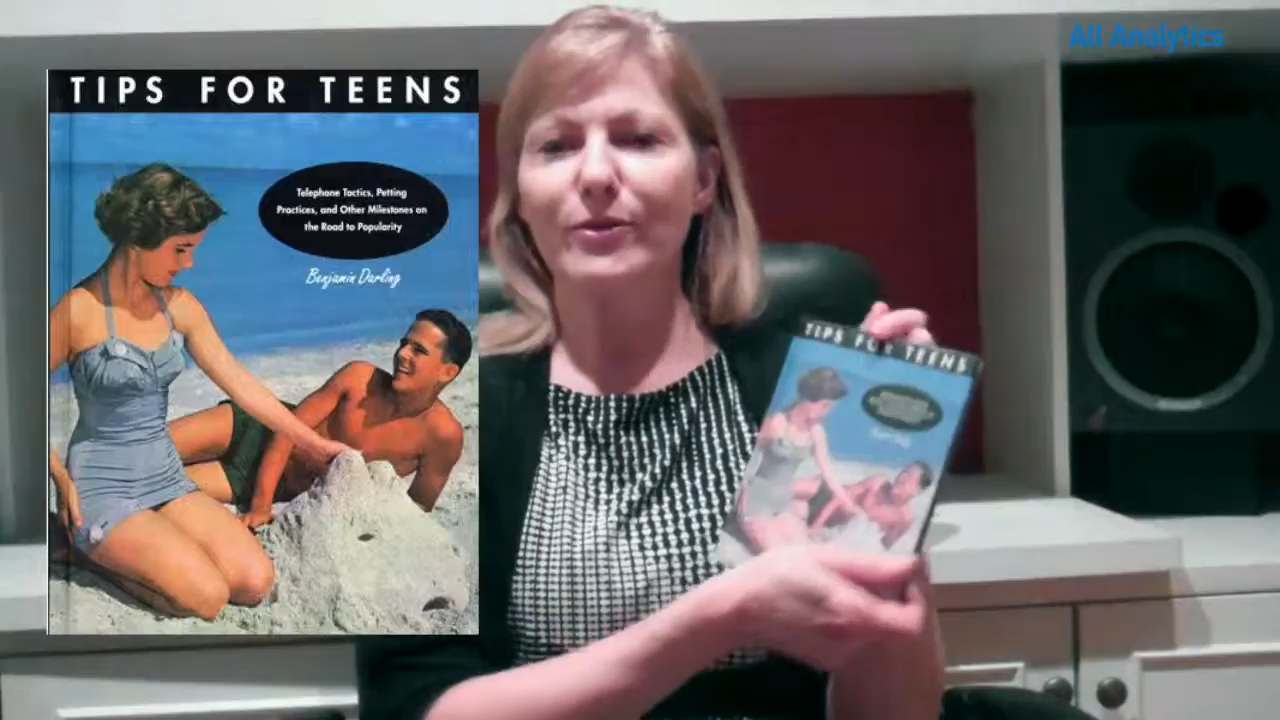 All Analytics
TIPS FOR TEENS
Telephone Tactics, Petting
Practices, and Other Milestones on
the Road to Popularity
Benjamin Darling
TIPS FOR TEENS